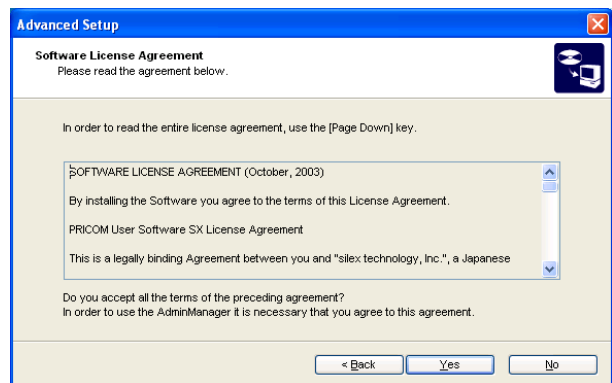 Advanced Setup
Software License Agreement
Please read the agreement below.
In order to read the entire license agreement, use the [Page Down] key.
SOFTWARE LICENSE AGREEMENT (October, 2003)
By installing the Software you agree to the terms of this License Agreement.
PRICOM User Software SX License Agreement
This is a legally binding Agreement between you and "silex technology, Inc.", a Japanese
Do you accept all the terms of the preceding agreement?
In order to use the AdminManager it is necessary that you agree to this agreement.
< Back Yes No